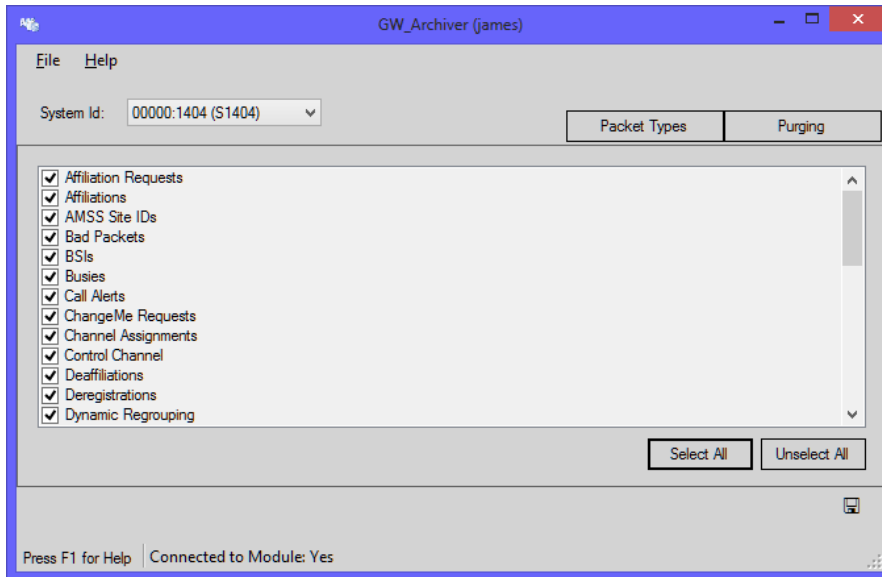 GW_Archiver (james)
File Help
System Id: 00000:1404 (S1404)
Packet Types Purging
Affiliation Requests
Affiliations
AMSS Site IDs
Bad Packets
BSIs
Busies
Call Alerts
ChangeMe Requests
Channel Assignments
Control Channel
Deaffiliations
Deregistrations
Dynamic Regrouping
Select All Unselect All
Press F1 for Help Connected to Module: Yes